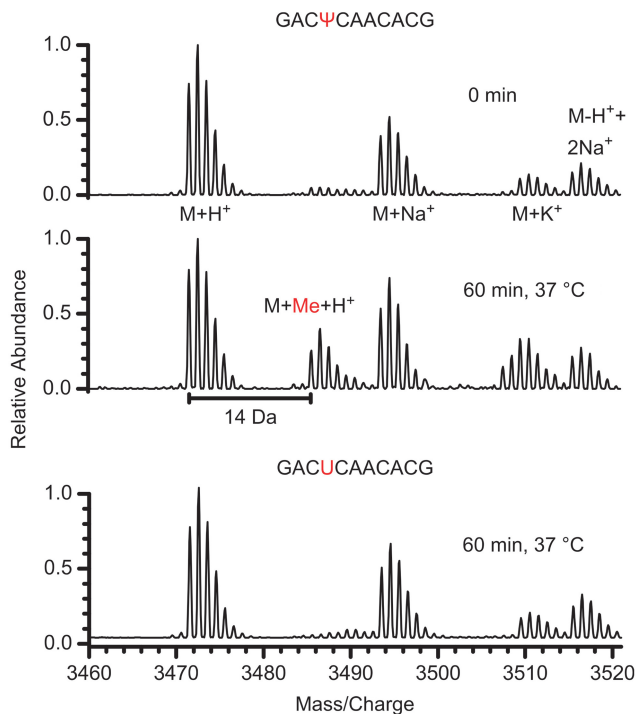 GACΨCAACACG
1.0
0 min
M-H⁺+
2Na⁺
0.5
0.0
M+H⁺ M+Na⁺ M+K⁺
1.0
60 min, 37 °C
M+Me+H⁺
0.5
0.0
14 Da
Relative Abundance
GACUCAACACG
1.0
60 min, 37 °C
0.5
0.0
3460 3470 3480 3490 3500 3510 3520
Mass/Charge